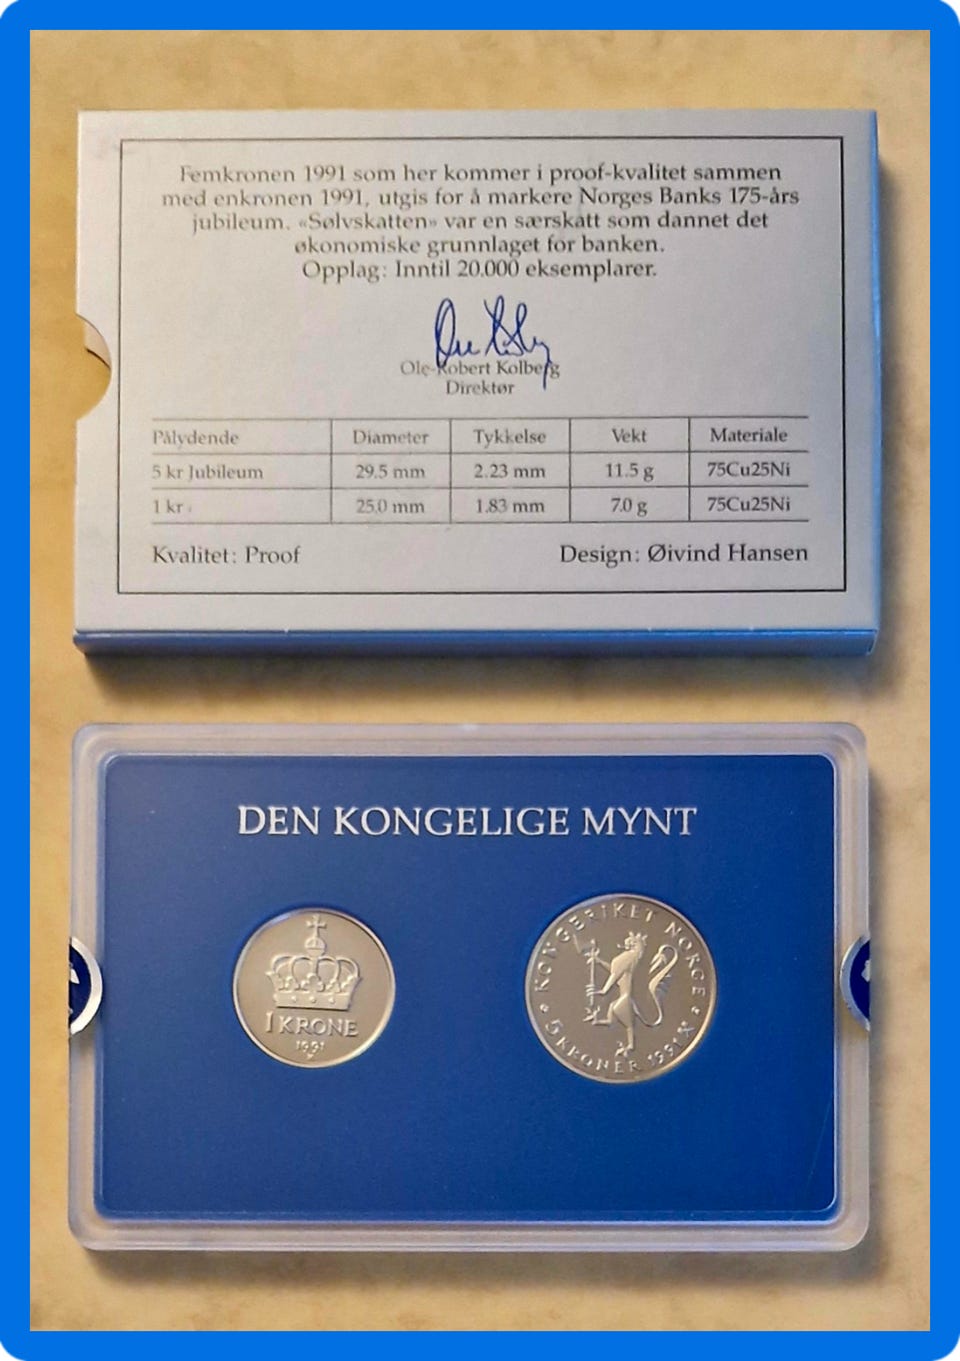 Femkronen 1991 som her kommer i proof-kvalitet sammen
med enkronen 1991, utgis for å markere Norges Banks 175-års
jubileum. «Sølvskatten» var en særskatt som dannet det
økonomiske grunnlaget for banken.
Opplag: Inntil 20.000 eksemplarer.
Ole-Robert Kolberg
Direktør
Pålydende Diameter Tykkelse Vekt Materiale
5 kr Jubileum 29.5 mm 2.23 mm 11.5 g 75Cu25Ni
1 kr 25.0 mm 1.83 mm 7.0 g 75Cu25Ni
Kvalitet: Proof Design: Øivind Hansen
DEN KONGELIGE MYNT
1 KRONE
1991
KONGERIKET NORGE
5 KRONER 1991